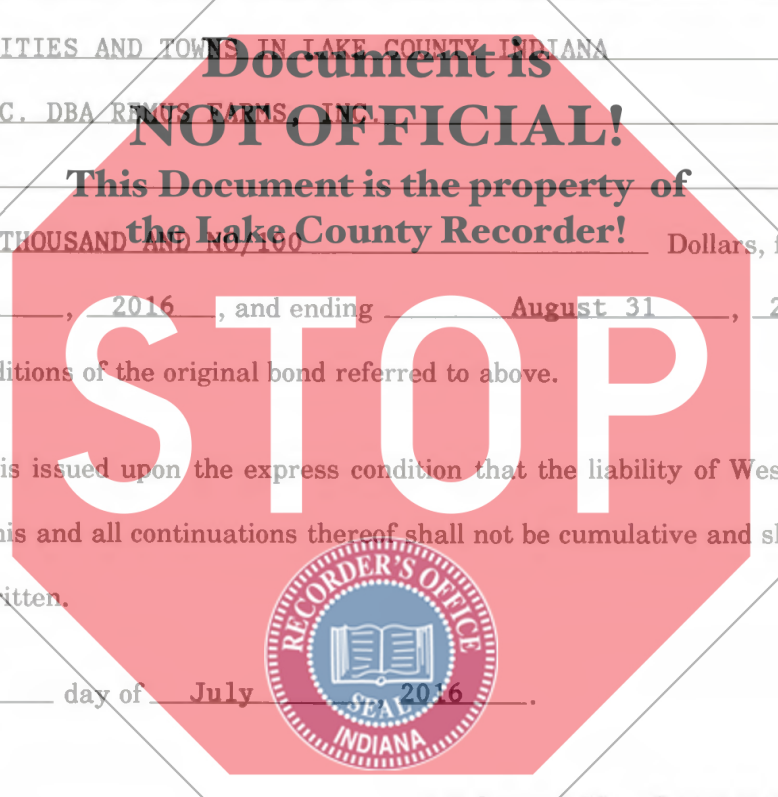 ITIES AND TOWNS IN LAKE COUNTY INDIANA
Document is
C. DBA REMUS FARMS, INC.
NOT OFFICIAL!
This Document is the property of
the Lake County Recorder!
THOUSAND AND NO/100 Dollars, f
, 2016 , and ending August 31 , 2
STOP
ditions of the original bond referred to above.
is issued upon the express condition that the liability of Wes
his and all continuations thereof shall not be cumulative and sh
itten.
RECORDER'S OFFICE
day of July , 2016 .
SEAL
INDIANA